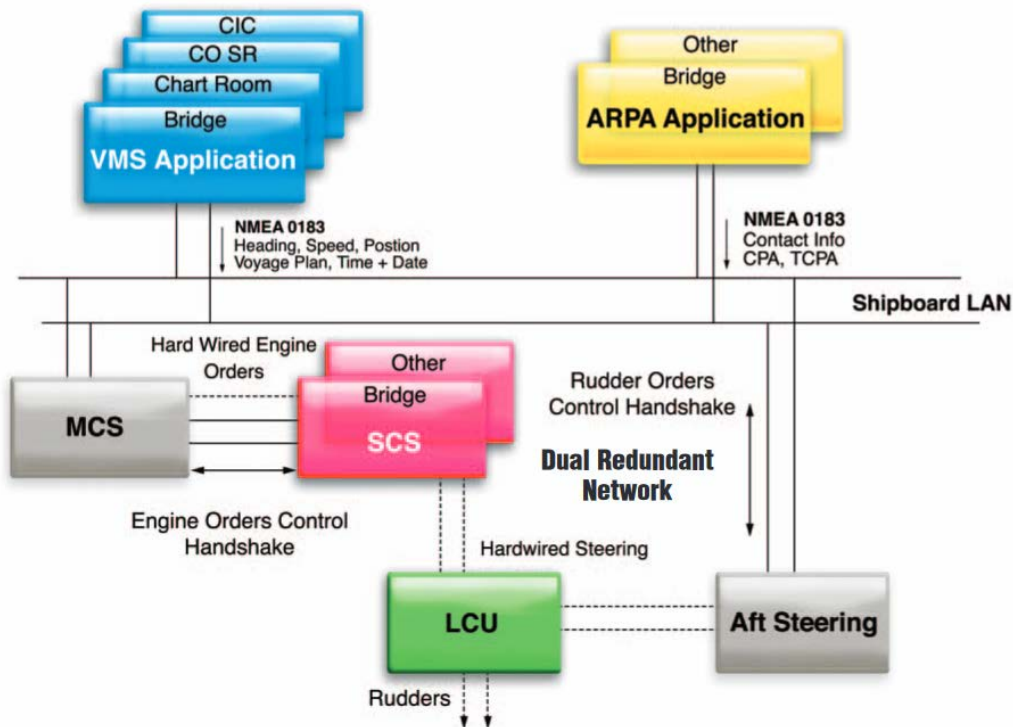 CIC
CO SR
Chart Room
Bridge
VMS Application
Other
Bridge
ARPA Application
NMEA 0183
Heading, Speed, Postion
Voyage Plan, Time + Date
NMEA 0183
Contact Info
CPA, TCPA
Shipboard LAN
Hard Wired Engine
Orders
Other
Bridge
SCS
MCS
Rudder Orders
Control Handshake
Dual Redundant
Network
Engine Orders Control
Handshake
Hardwired Steering
LCU
Aft Steering
Rudders